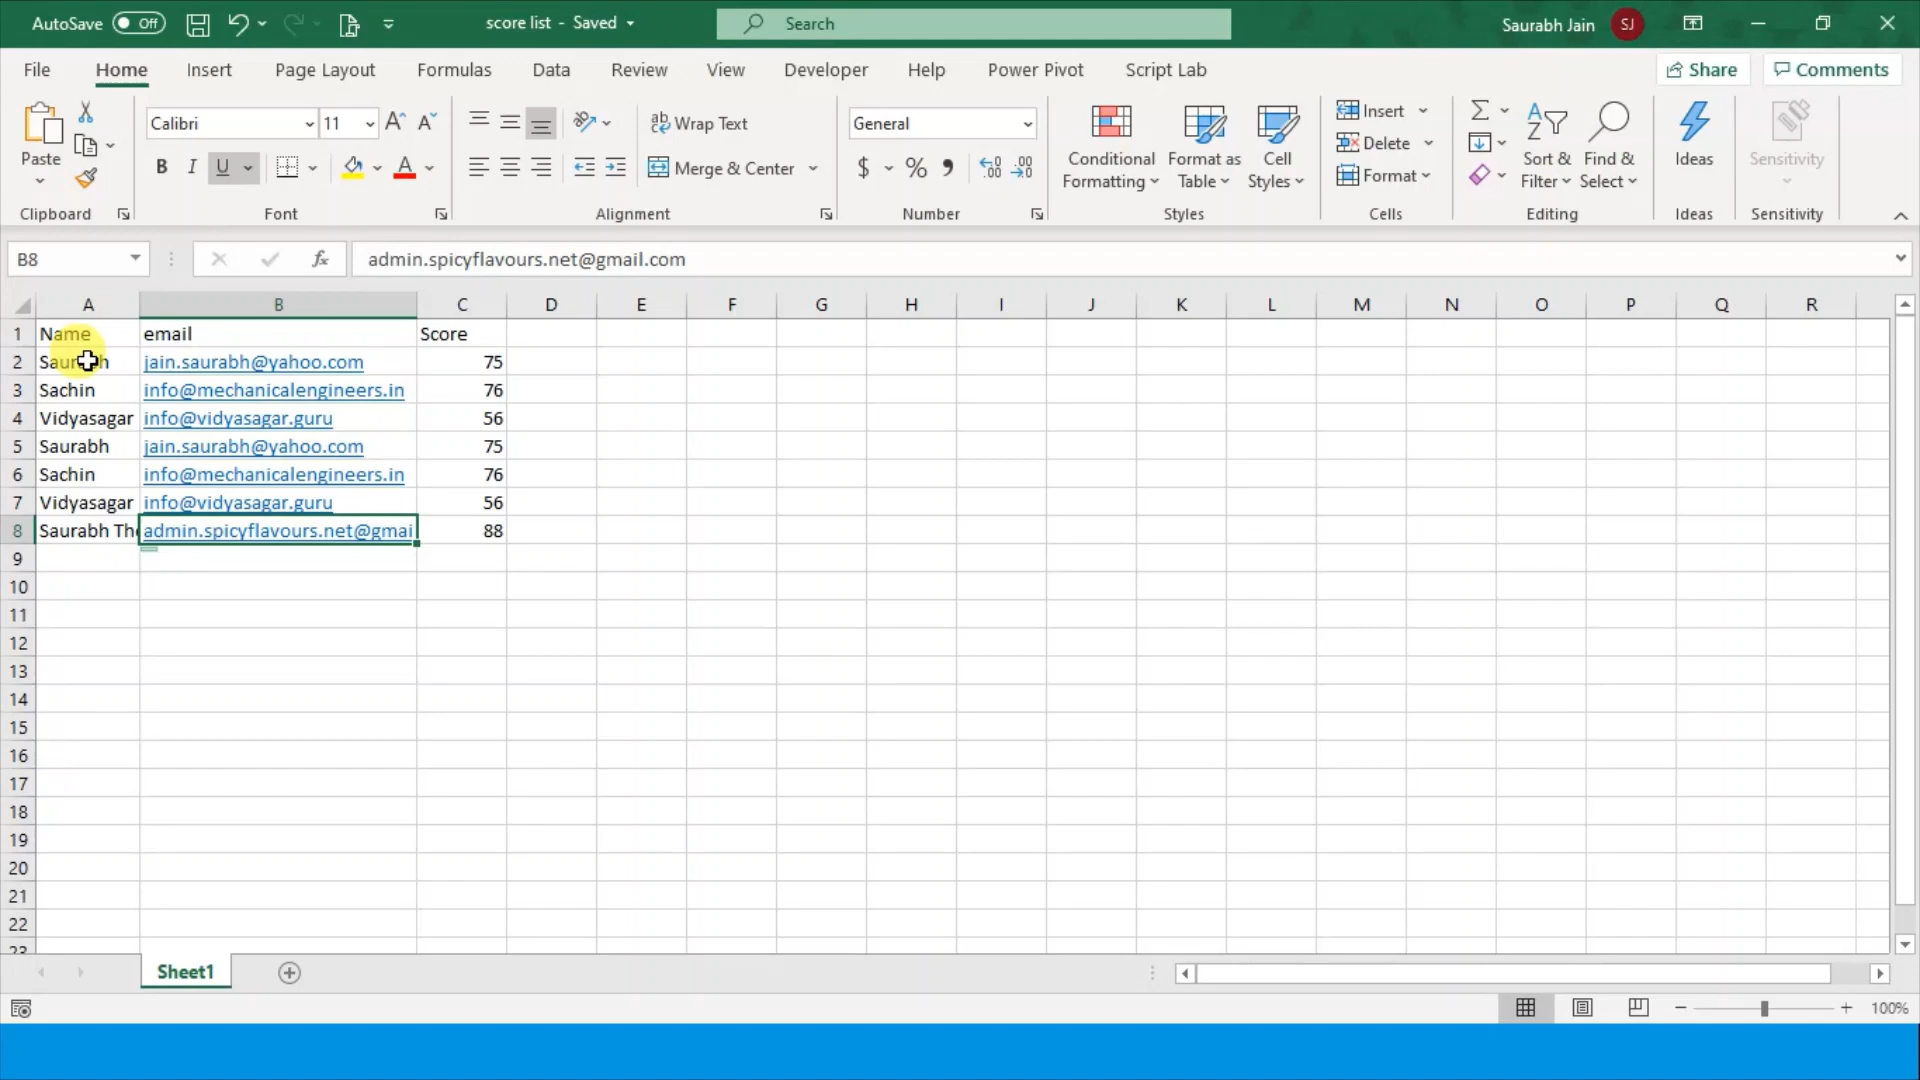 AutoSave Off score list - Saved Search Saurabh Jain SJ
File Home Insert Page Layout Formulas Data Review View Developer Help Power Pivot Script Lab Share Comments
Paste
Clipboard
Calibri 11
B I U
Font
ab Wrap Text
Merge & Center
Alignment
General
$ % 9
Number
Conditional Formatting
Format as Table
Cell Styles
Styles
Insert
Delete
Format
Cells
Sort & Filter
Find & Select
Editing
Ideas
Ideas
Sensitivity
Sensitivity
B8 fx admin.spicyflavours.net@gmail.com
A B C D E F G H I J K L M N O P Q R
1 Name email Score
2 Saurabh jain.saurabh@yahoo.com 75
3 Sachin info@mechanicalengineers.in 76
4 Vidyasagar info@vidyasagar.guru 56
5 Saurabh jain.saurabh@yahoo.com 75
6 Sachin info@mechanicalengineers.in 76
7 Vidyasagar info@vidyasagar.guru 56
8 Saurabh The admin.spicyflavours.net@gmai 88
9
10
11
12
13
14
15
16
17
18
19
20
21
22
23
Sheet1
100%